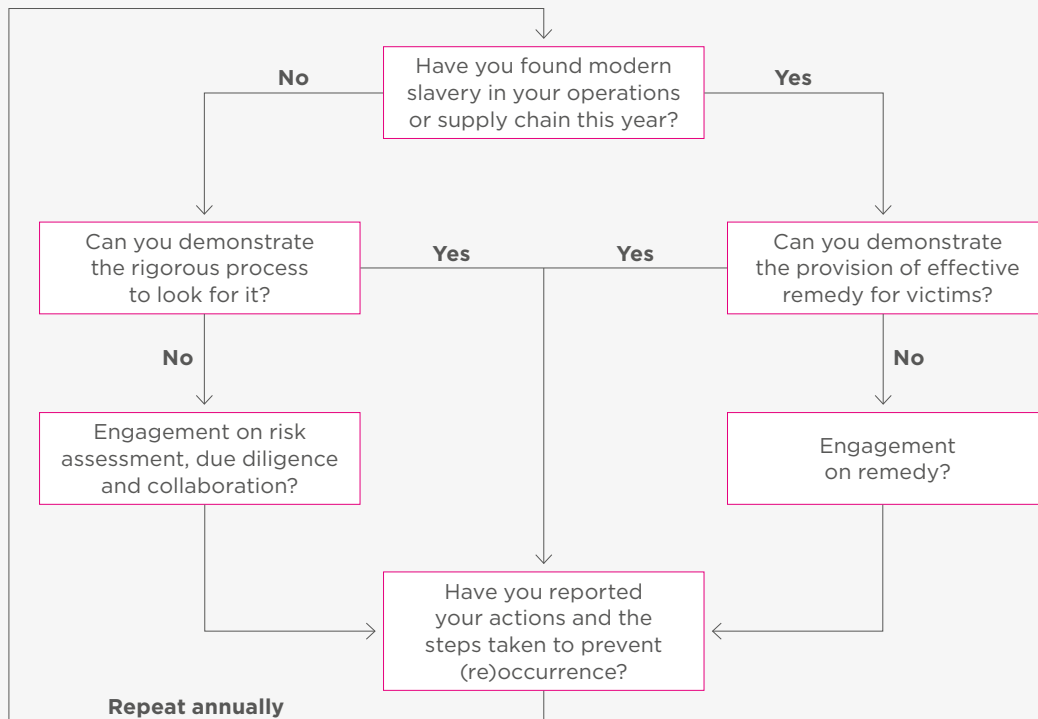 Have you found modern
slavery in your operations
or supply chain this year?
No
Yes
Can you demonstrate
the rigorous process
to look for it?
Yes
Yes
Can you demonstrate
the provision of effective
remedy for victims?
No
No
Engagement on risk
assessment, due diligence
and collaboration?
Engagement
on remedy?
Have you reported
your actions and the
steps taken to prevent
(re)occurrence?
Repeat annually